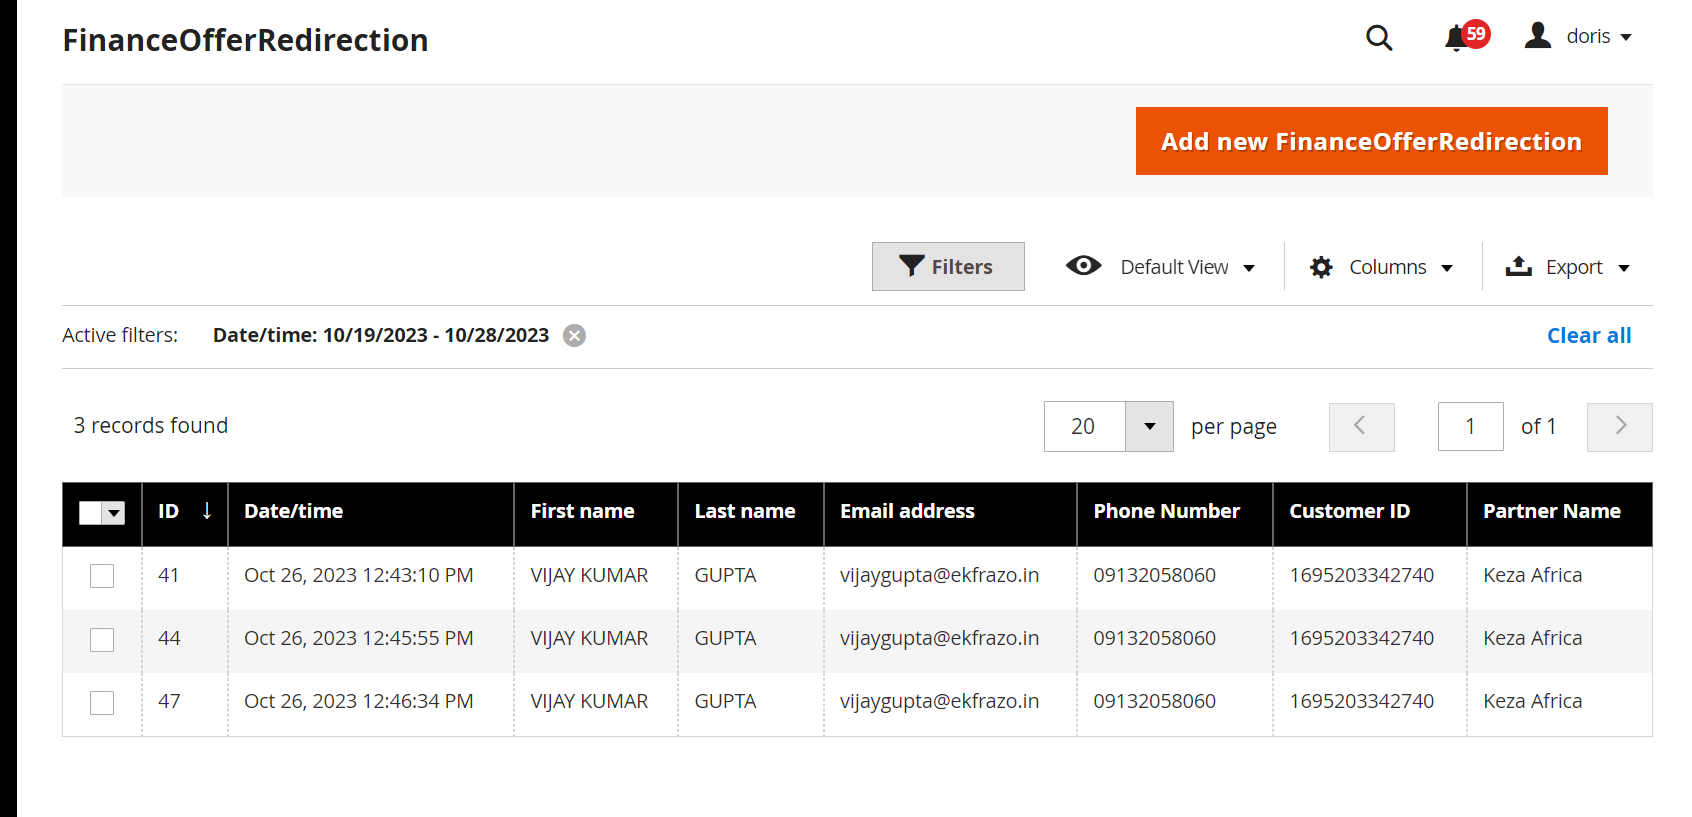 FinanceOfferRedirection
59
doris
Add new FinanceOfferRedirection
Filters
Default View
Columns
Export
Active filters: Date/time: 10/19/2023 - 10/28/2023
Clear all
3 records found
20 per page
1 of 1
ID ↓ Date/time First name Last name Email address Phone Number Customer ID Partner Name
41 Oct 26, 2023 12:43:10 PM VIJAY KUMAR GUPTA vijaygupta@ekfrazo.in 09132058060 1695203342740 Keza Africa
44 Oct 26, 2023 12:45:55 PM VIJAY KUMAR GUPTA vijaygupta@ekfrazo.in 09132058060 1695203342740 Keza Africa
47 Oct 26, 2023 12:46:34 PM VIJAY KUMAR GUPTA vijaygupta@ekfrazo.in 09132058060 1695203342740 Keza Africa